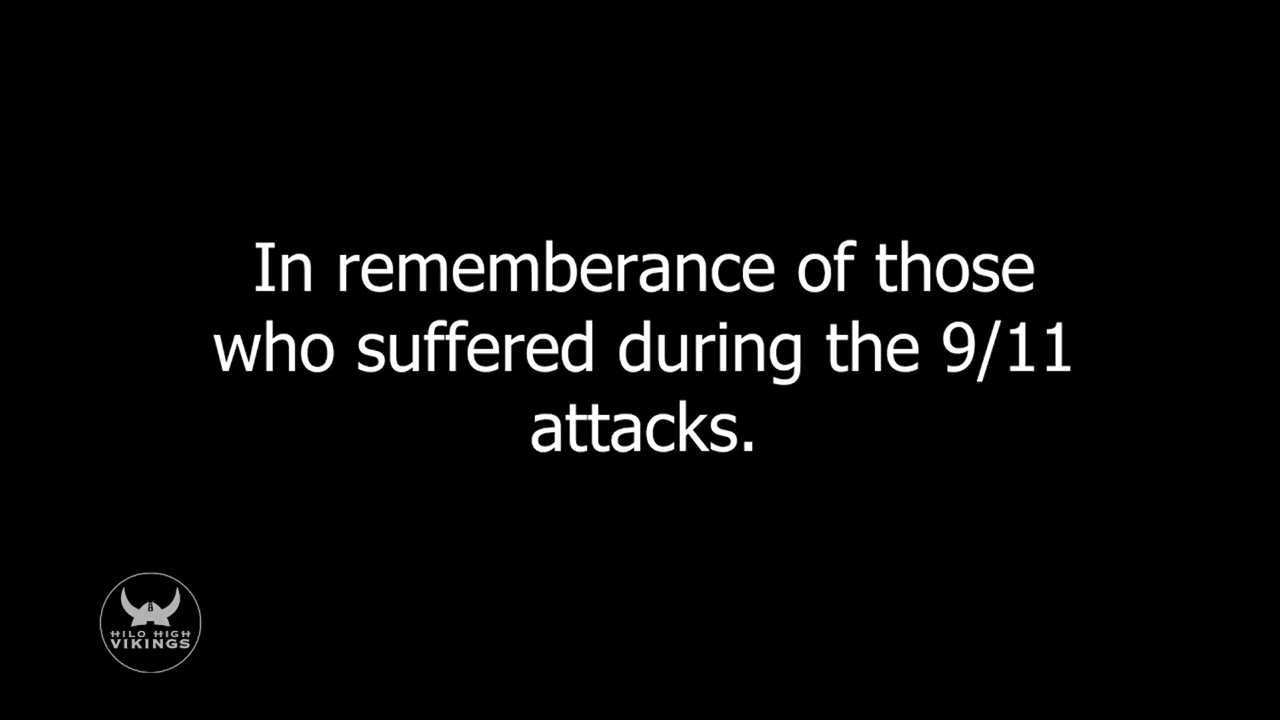 In rememberance of those
who suffered during the 9/11
attacks.
HILO HIGH
VIKINGS